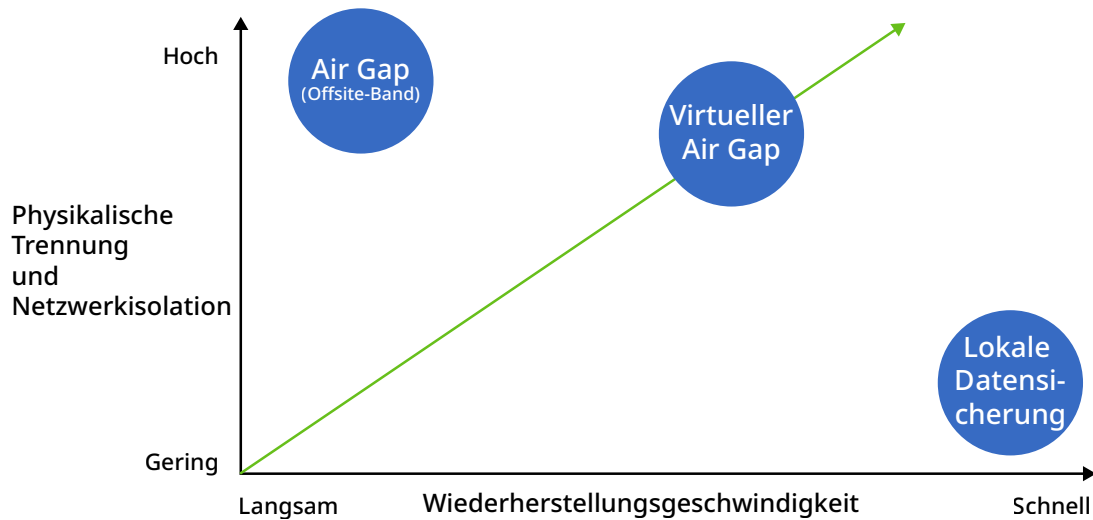 Hoch
Air Gap
(Offsite-Band)
Virtueller
Air Gap
Physikalische
Trennung
und
Netzwerkisolation
Lokale
Datensi-
cherung
Gering
Langsam
Wiederherstellungsgeschwindigkeit
Schnell